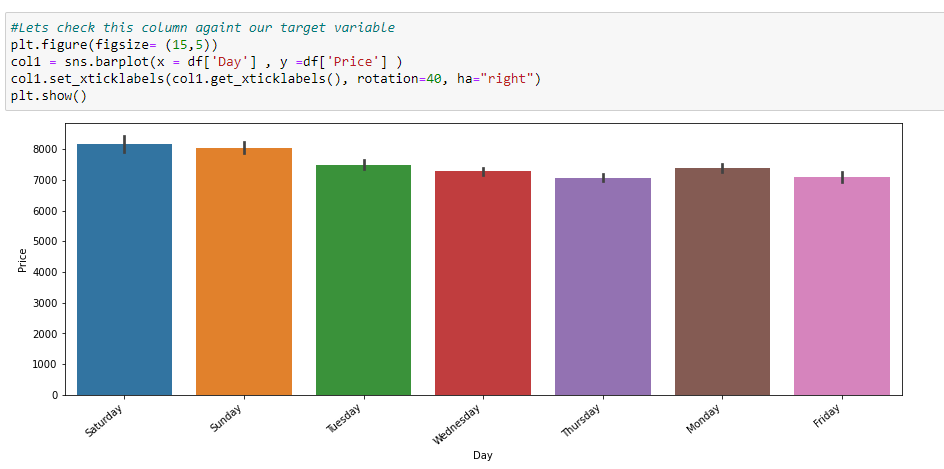 #Lets check this column againt our target variable
plt.figure(figsize= (15,5))
col1 = sns.barplot(x = df['Day'] , y =df['Price'] )
col1.set_xticklabels(col1.get_xticklabels(), rotation=40, ha="right")
plt.show()
8000
7000
6000
5000
4000
3000
2000
1000
0
Price
Saturday
Sunday
Tuesday
Wednesday
Thursday
Monday
Friday
Day